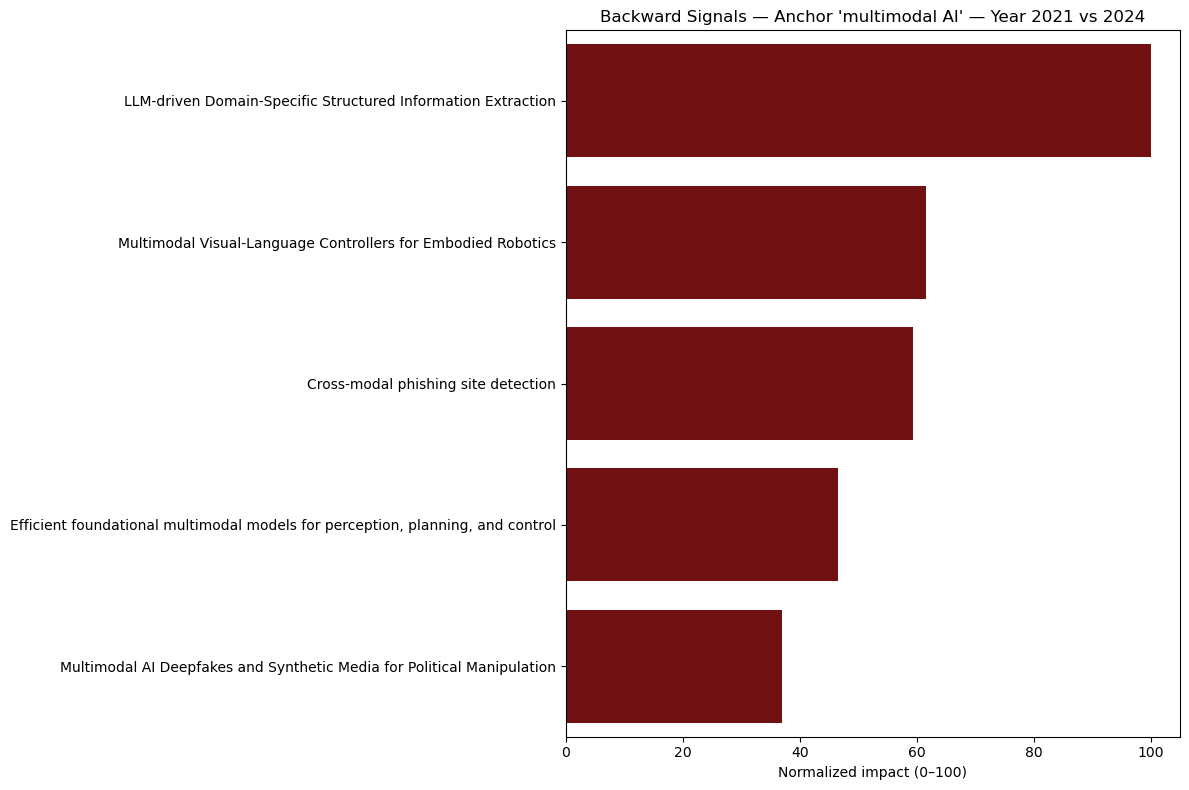 Backward Signals — Anchor 'multimodal AI' — Year 2021 vs 2024
LLM-driven Domain-Specific Structured Information Extraction
Multimodal Visual-Language Controllers for Embodied Robotics
Cross-modal phishing site detection
Efficient foundational multimodal models for perception, planning, and control
Multimodal AI Deepfakes and Synthetic Media for Political Manipulation
0 20 40 60 80 100
Normalized impact (0–100)